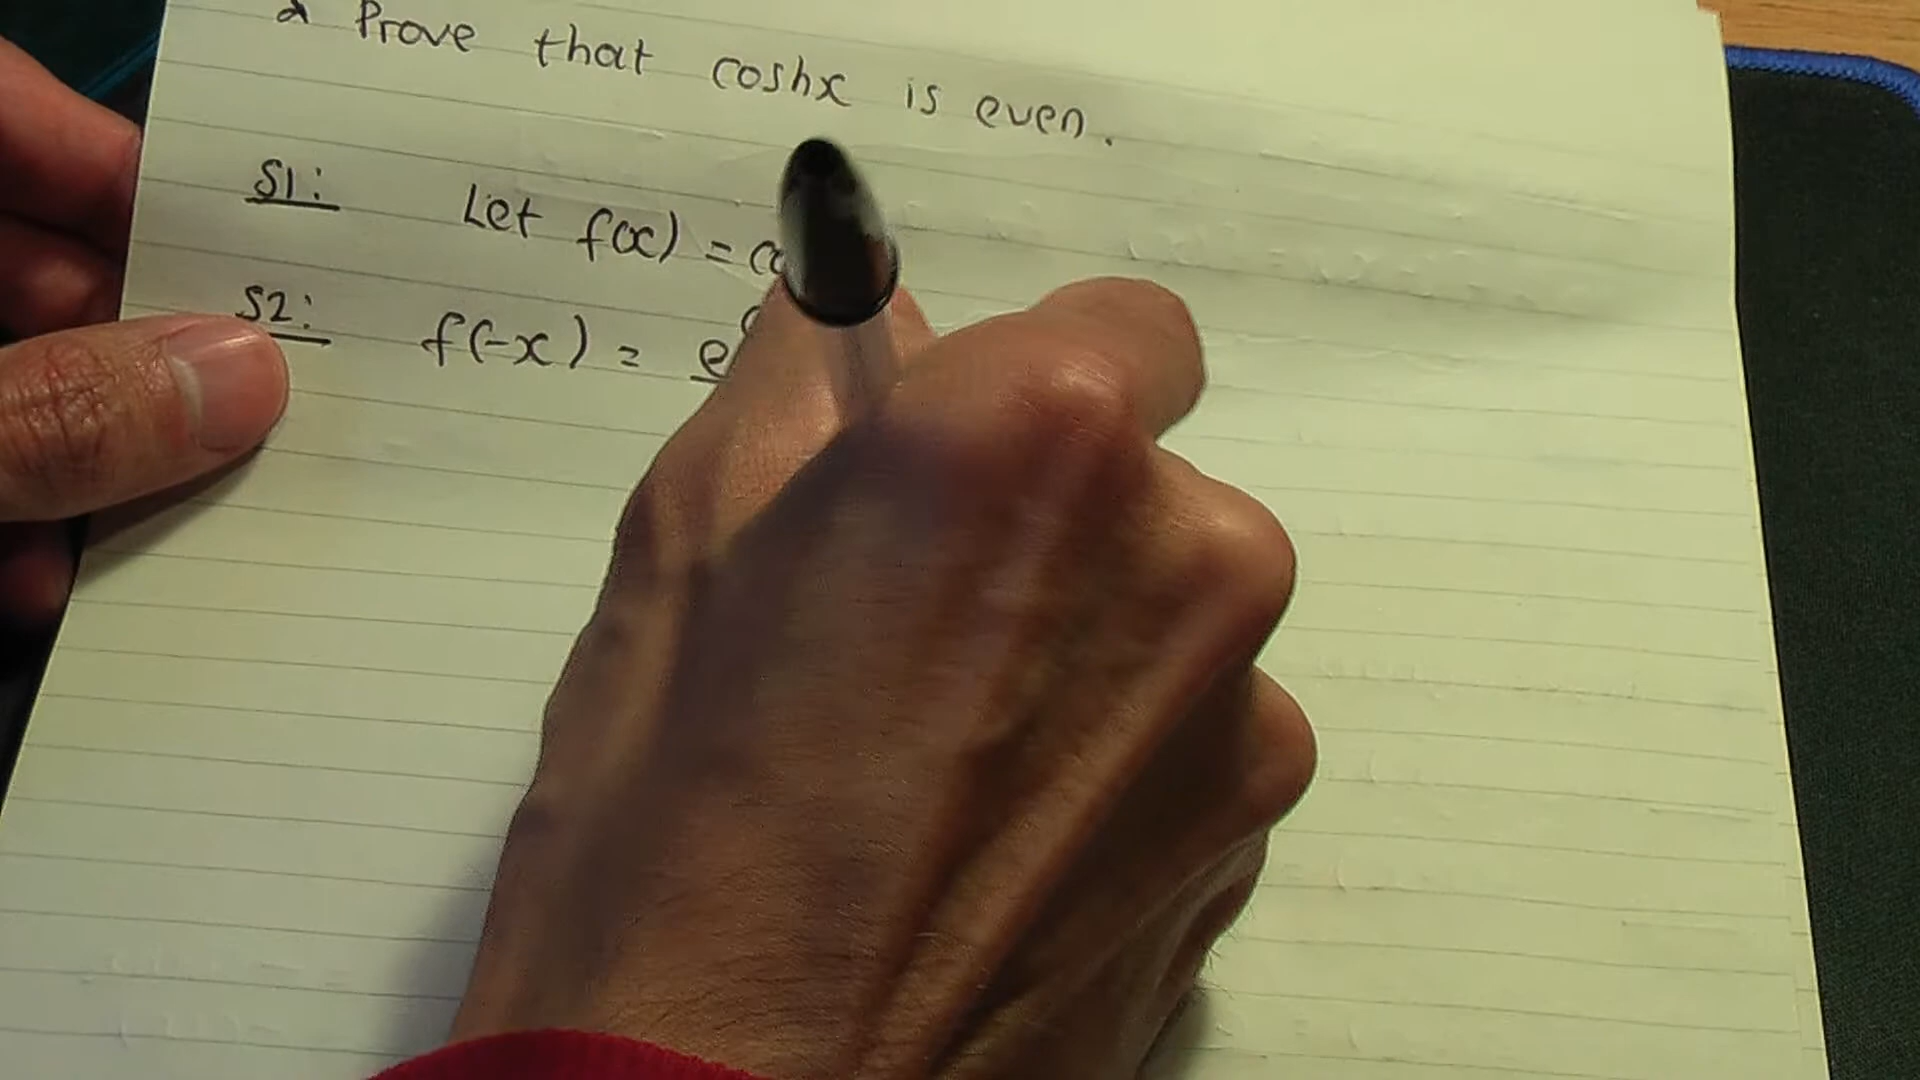 Prove that coshx is even.
S1: Let f(x) =
S2: f(-x) = e